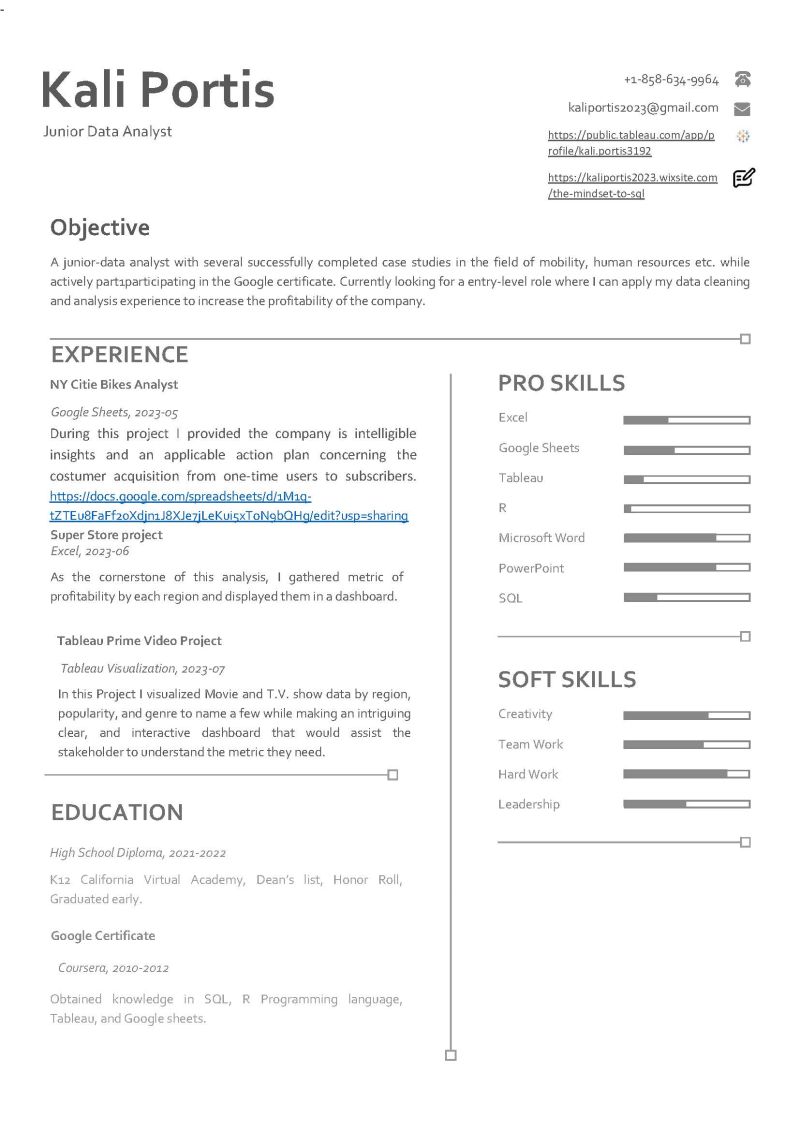 -
Kali Portis
Junior Data Analyst
+1-858-634-9964
kaliportis2023@gmail.com
https://public.tableau.com/app/p
rofile/kali.portis3192
https://kaliportis2023.wixsite.com
/the-mindset-to-sql
Objective
A junior-data analyst with several successfully completed case studies in the field of mobility, human resources etc. while
actively part1participating in the Google certificate. Currently looking for a entry-level role where I can apply my data cleaning
and analysis experience to increase the profitability of the company.
EXPERIENCE
NY Citie Bikes Analyst
Google Sheets, 2023-05
During this project I provided the company is intelligible
insights and an applicable action plan concerning the
costumer acquisition from one-time users to subscribers.
https://docs.google.com/spreadsheets/d/1M1q-
tZTEu8FaFf20Xdjn1J8XJe7jLeKui5xToN9bQHg/edit?usp=sharing
Super Store project
Excel, 2023-06
As the cornerstone of this analysis, I gathered metric of
profitability by each region and displayed them in a dashboard.
Tableau Prime Video Project
Tableau Visualization, 2023-07
In this Project I visualized Movie and T.V. show data by region,
popularity, and genre to name a few while making an intriguing
clear, and interactive dashboard that would assist the
stakeholder to understand the metric they need.
EDUCATION
High School Diploma, 2021-2022
K12 California Virtual Academy, Dean's list, Honor Roll,
Graduated early.
Google Certificate
Coursera, 2010-2012
Obtained knowledge in SQL, R Programming language,
Tableau, and Google sheets.
PRO SKILLS
Excel
Google Sheets
Tableau
R
Microsoft Word
PowerPoint
SQL
SOFT SKILLS
Creativity
Team Work
Hard Work
Leadership